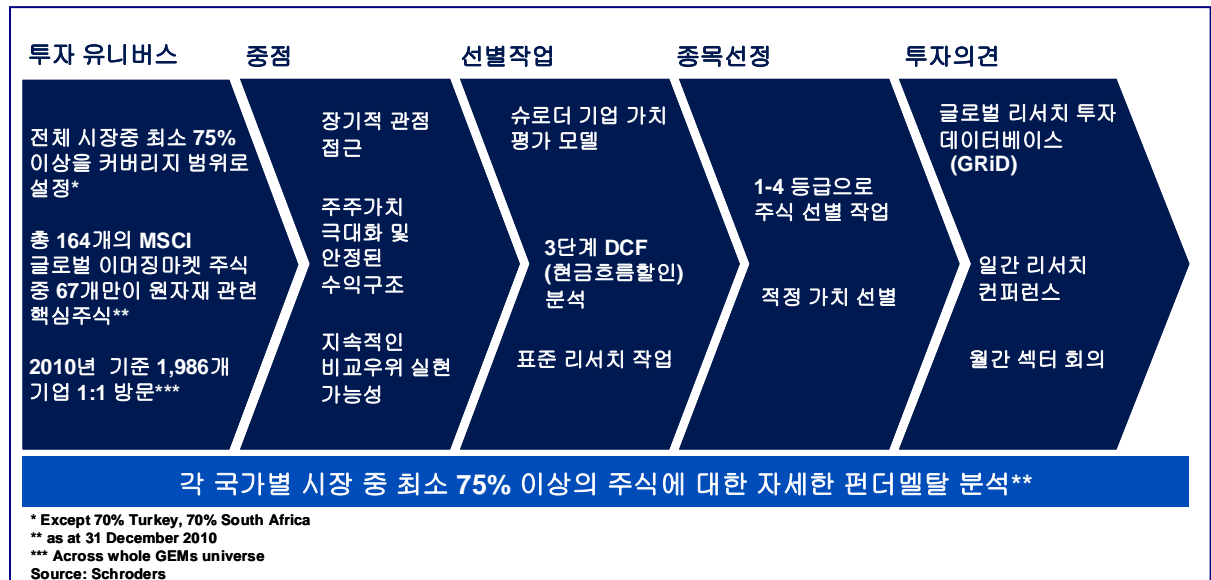 투자 유니버스
중점
선별작업
종목선정
투자의견
전체 시장중 최소 75%
이상을 커버리지 범위로
설정*
총 164개의 MSCI
글로벌 이머징마켓 주식
중 67개만이 원자재 관련
핵심주식**
2010년 기준 1,986개
기업 1:1 방문***
장기적 관점
접근
주주가치
극대화 및
안정된
수익구조
지속적인
비교우위 실현
가능성
슈로더 기업 가치
평가 모델
3단계 DCF
(현금흐름할인)
분석
표준 리서치 작업
1-4 등급으로
주식 선별 작업
적정 가치 선별
글로벌 리서치 투자
데이터베이스
(GRiD)
일간 리서치
컨퍼런스
월간 섹터 회의
각 국가별 시장 중 최소 75% 이상의 주식에 대한 자세한 펀더멜탈 분석**
* Except 70% Turkey, 70% South Africa
** as at 31 December 2010
*** Across whole GEMs universe
Source: Schroders